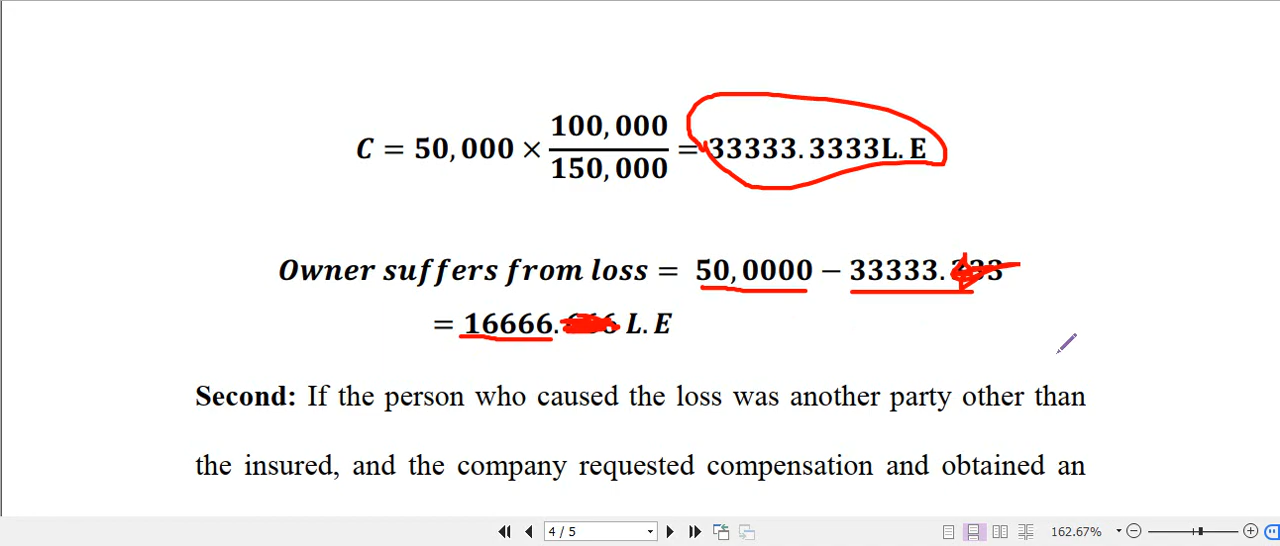 C = 50,000 × 100,000 / 150,000 = 33333.3333L.E
Owner suffers from loss = 50,0000 − 33333.
= 16666. L.E
Second: If the person who caused the loss was another party other than
the insured, and the company requested compensation and obtained an
4 / 5
162.67%